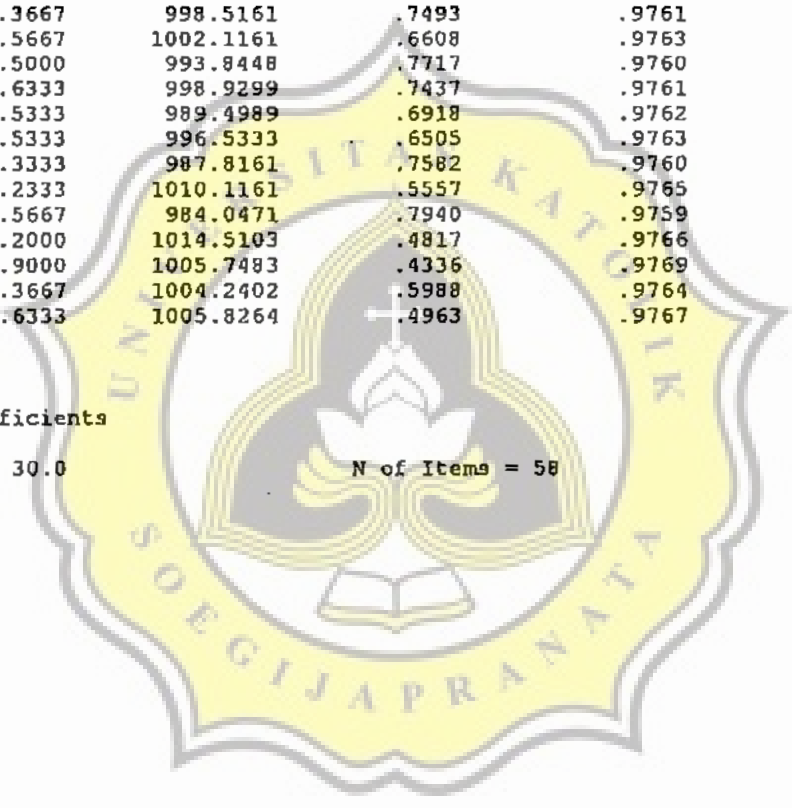 .3667 998.5161 .7493 .9761
.5667 1002.1161 .6608 .9763
.5000 993.8448 .7717 .9760
.6333 998.9299 .7437 .9761
.5333 989.4989 .6918 .9762
.5333 996.5333 .6505 .9763
.3333 987.8161 .7582 .9760
.2333 1010.1161 .5557 .9765
.5667 984.0471 .7940 .9759
.2000 1014.5103 .4817 .9766
.9000 1005.7483 .4336 .9769
.3667 1004.2402 .5988 .9764
.6333 1005.8264 .4963 .9767
ficients
30.0 N of Items = 58
UNIVERSITAS KATOLIK
SOEGIJAPRANATA